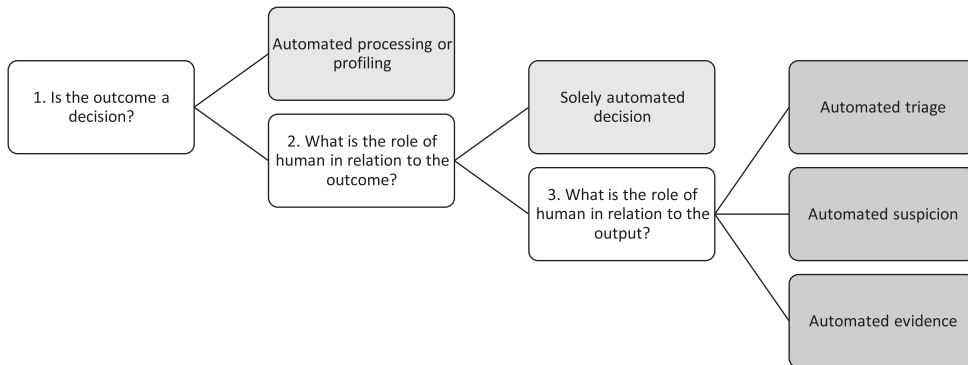 1. Is the outcome a
decision?
Automated processing or
profiling
2. What is the role of
human in relation to the
outcome?
Solely automated
decision
3. What is the role of
human in relation to the
output?
Automated triage
Automated suspicion
Automated evidence